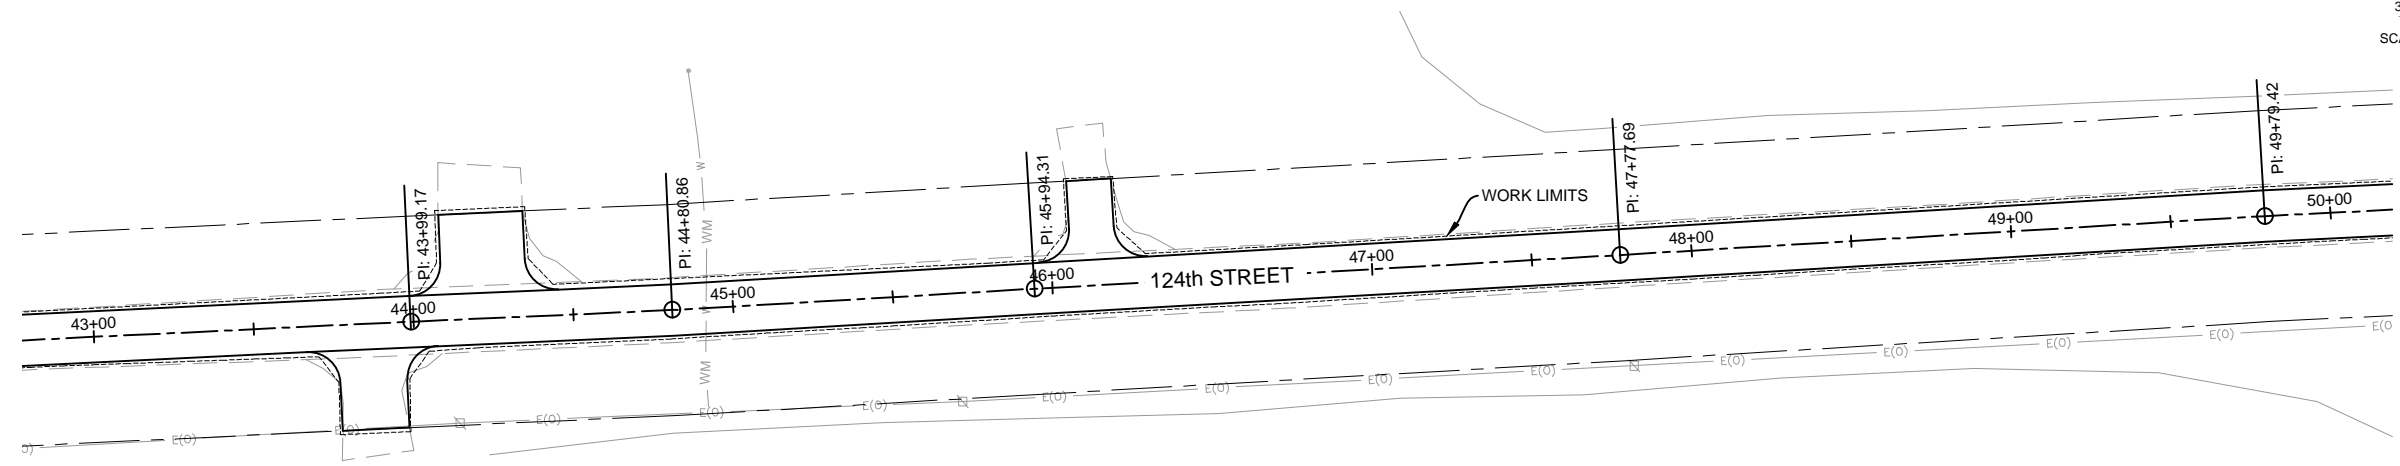 3
SCA
PI: 43+99.17
PI: 44+80.86
PI: 45+94.31
PI: 47+77.69
PI: 49+79.42
WORK LIMITS
W
WM
W
WM
43+00
44+00
45+00
46+00
124th STREET
47+00
48+00
49+00
50+00
O)
E(O)
E(O)
E(O)
E(O)
E(O)
E(O)
E(O)
E(O)
E(O)
E(O)
E(O)
E(O)
E(O)
E(O